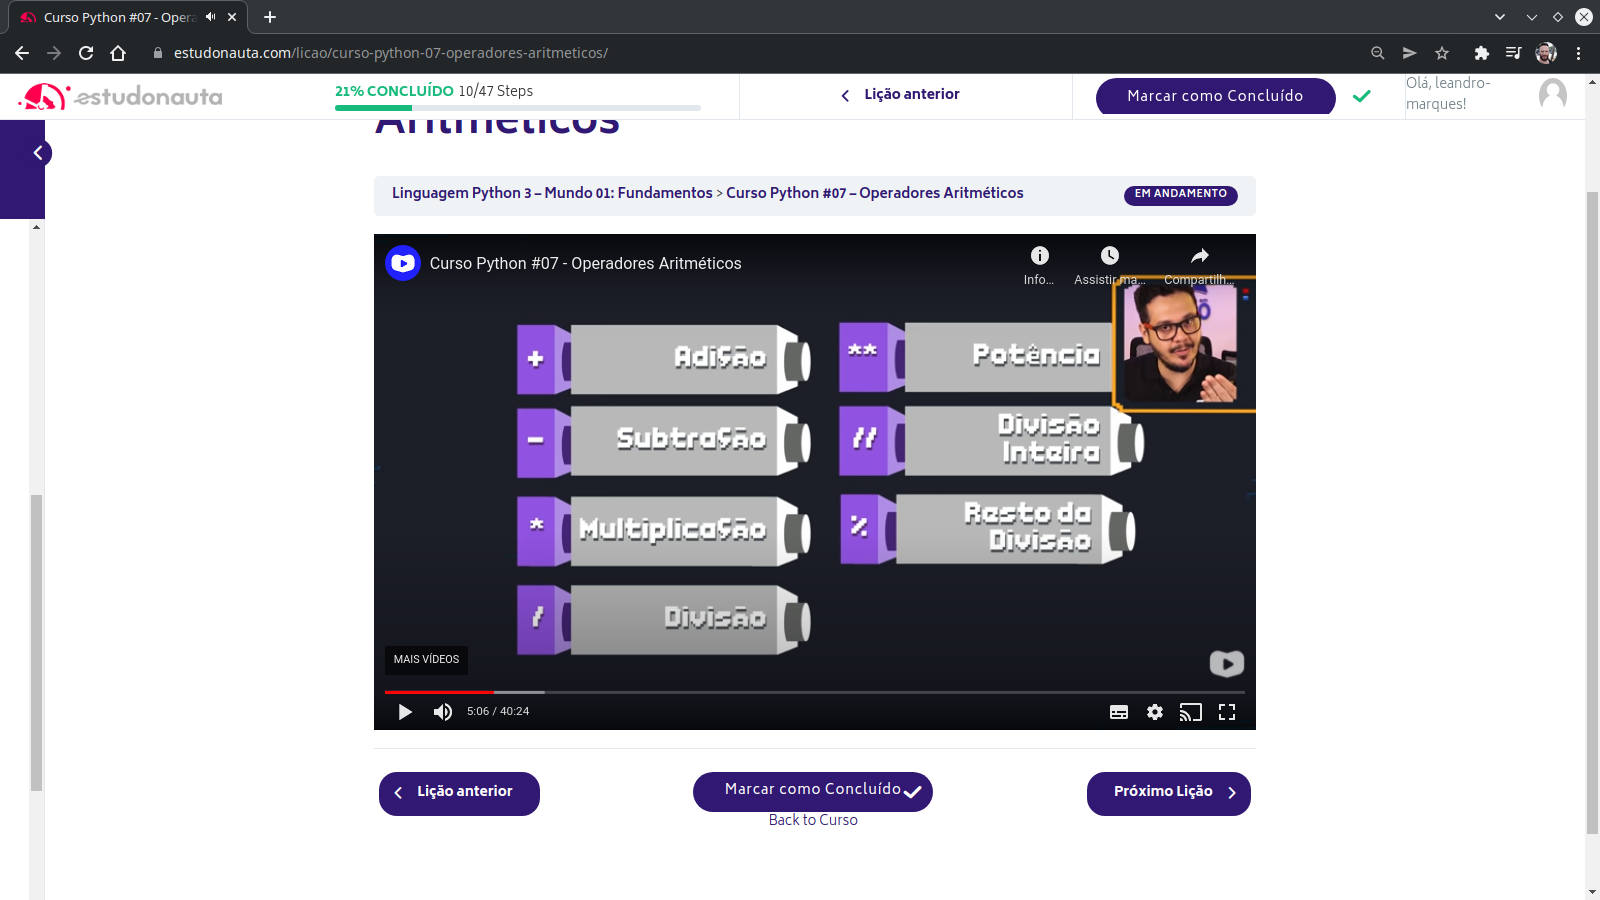 Curso Python #07 - Opera
estudonauta.com/licao/curso-python-07-operadores-aritmeticos/
estudonauta
21% CONCLUÍDO 10/47 Steps
Lição anterior
Marcar como Concluído
Olá, leandro-
marques!
Aritméticos
Linguagem Python 3 – Mundo 01: Fundamentos > Curso Python #07 – Operadores Aritméticos
EM ANDAMENTO
Curso Python #07 - Operadores Aritméticos
Info...
Assistir ma...
Compartilh...
+ Adição
- Subtração
* Multiplicação
/ Divisão
** Potência
// Divisão
Inteira
% Resto da
Divisão
MAIS VÍDEOS
5:06 / 40:24
Lição anterior
Marcar como Concluído
Próximo Lição
Back to Curso